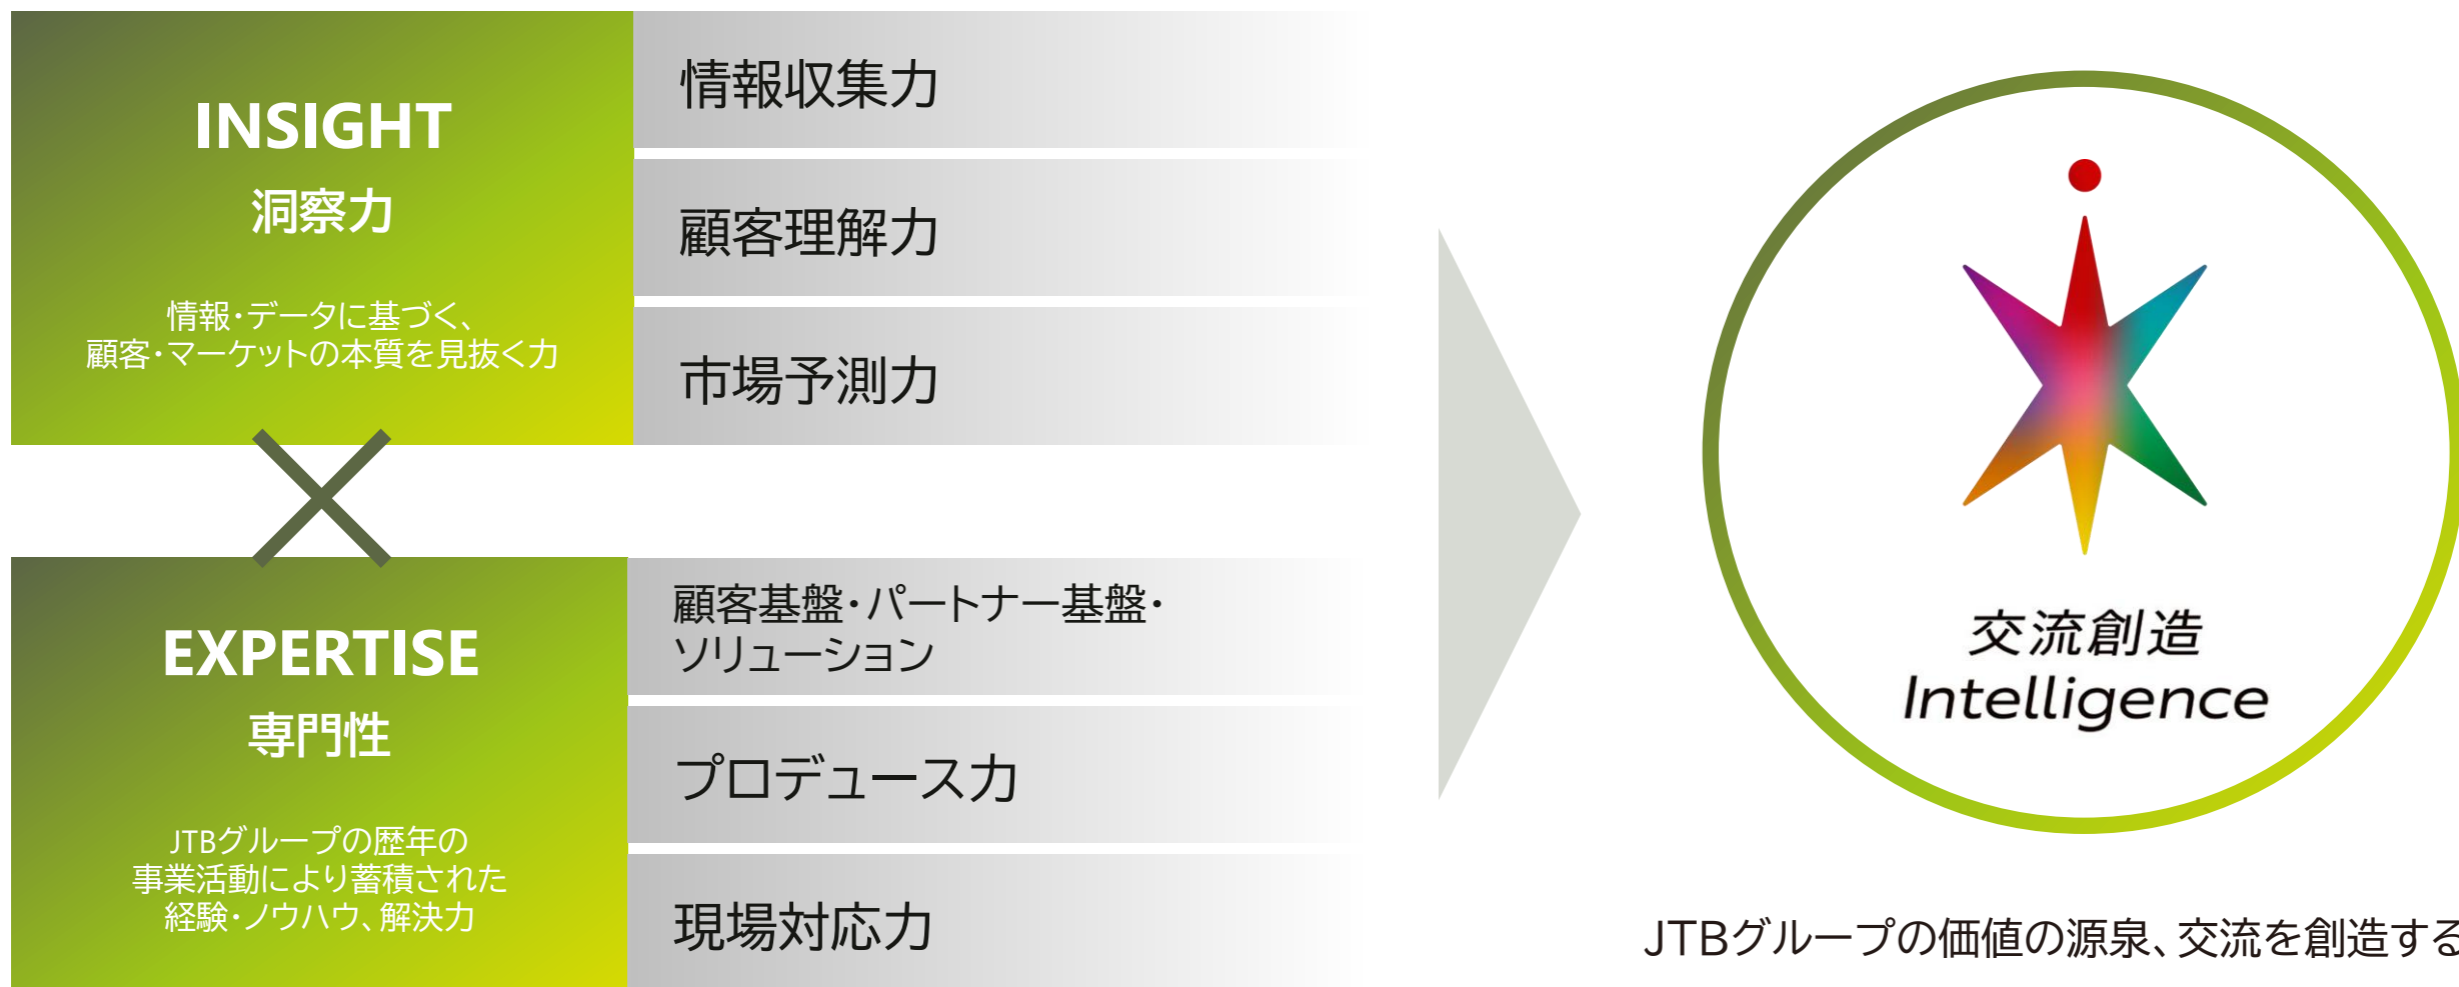 INSIGHT
洞察力
情報・データに基づく、
顧客・マーケットの本質を見抜く力
情報収集力
顧客理解力
市場予測力
EXPERTISE
専門性
JTBグループの歴年の
事業活動により蓄積された
経験・ノウハウ、解決力
顧客基盤・パートナー基盤・
ソリューション
プロデュース力
現場対応力
交流創造
Intelligence
JTBグループの価値の源泉、交流を創造する